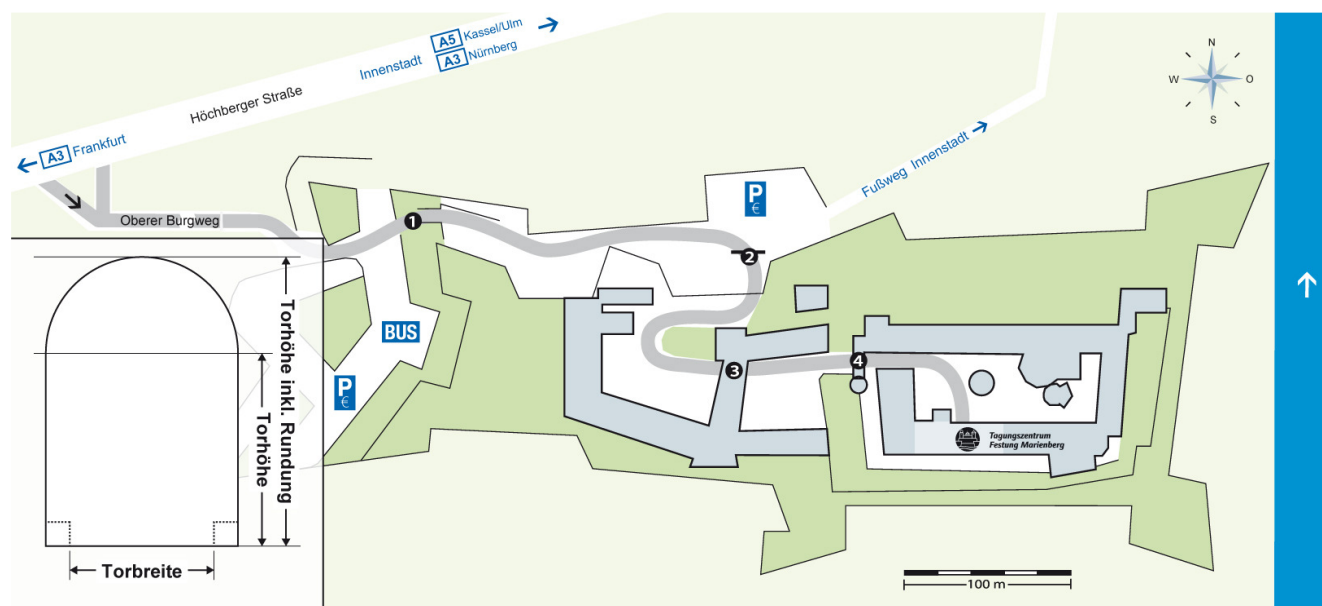 A5 Kassel/Ulm
Innenstadt A3 Nürnberg
Höchberger Straße
A3 Frankfurt
Oberer Burgweg
Fußweg Innenstadt
N
W O
S
P
€
1
2
BUS
P
€
3
4
Tagungszentrum
Festung Marienberg
Torhöhe inkl. Rundung
Torhöhe
Torbreite
100 m